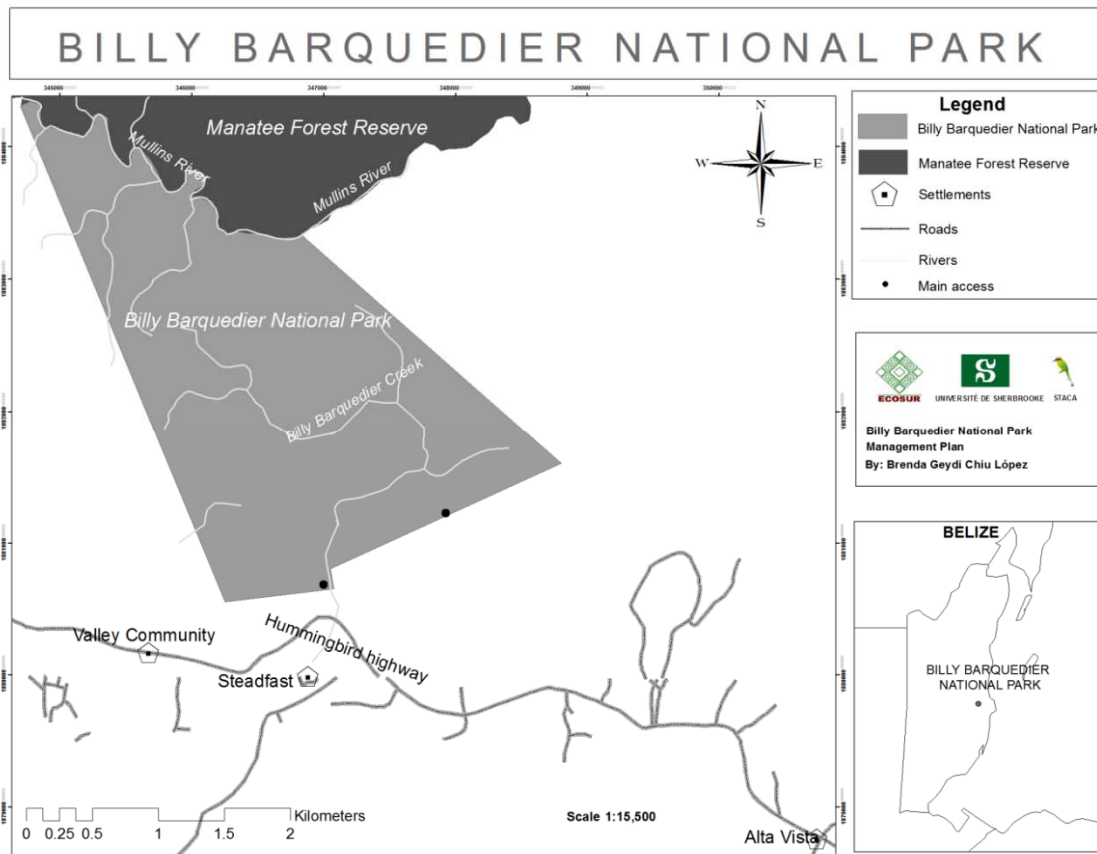 BILLY BARQUEDIER NATIONAL PARK
345000 346000 347000 348000 349000 350000
Manatee Forest Reserve
Mullins River
Mullins River
Billy Barquedier National Park
Billy Barquedier Creek
Valley Community
Steadfast
Hummingbird highway
Alta Vista
N
W E
S
Kilometers
0 0.25 0.5 1 1.5 2
Scale 1:15,500
Legend
Billy Barquedier National Park
Manatee Forest Reserve
Settlements
Roads
Rivers
Main access
ECOSUR
UNIVERSITÉ DE SHERBROOKE
STACA
Billy Barquedier National Park
Management Plan
By: Brenda Geydi Chiu López
BELIZE
BILLY BARQUEDIER
NATIONAL PARK